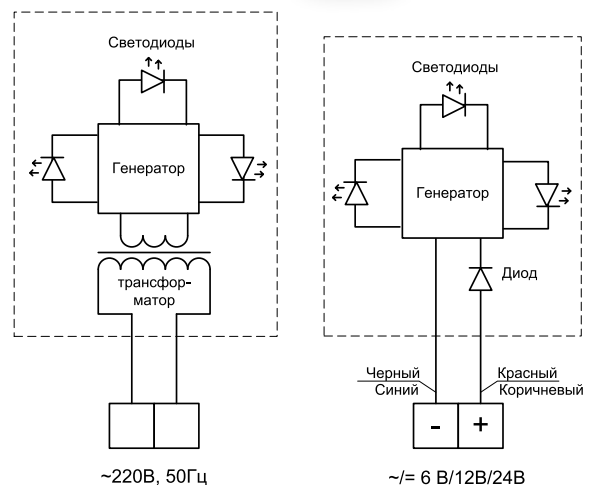 Светодиоды
Генератор
трансфор-
матор
~220В, 50Гц
Светодиоды
Генератор
Диод
Черный
Синий
Красный
Коричневый
- +
~/= 6 В/12В/24В